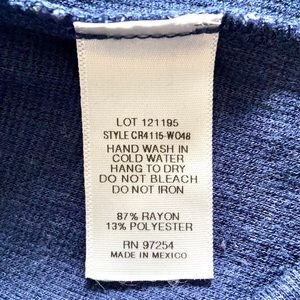 LOT 121195
STYLE CR4115-W048
HAND WASH IN
COLD WATER
HANG TO DRY
DO NOT BLEACH
DO NOT IRON
87% RAYON
13% POLYESTER
RN 97254
MADE IN MEXICO